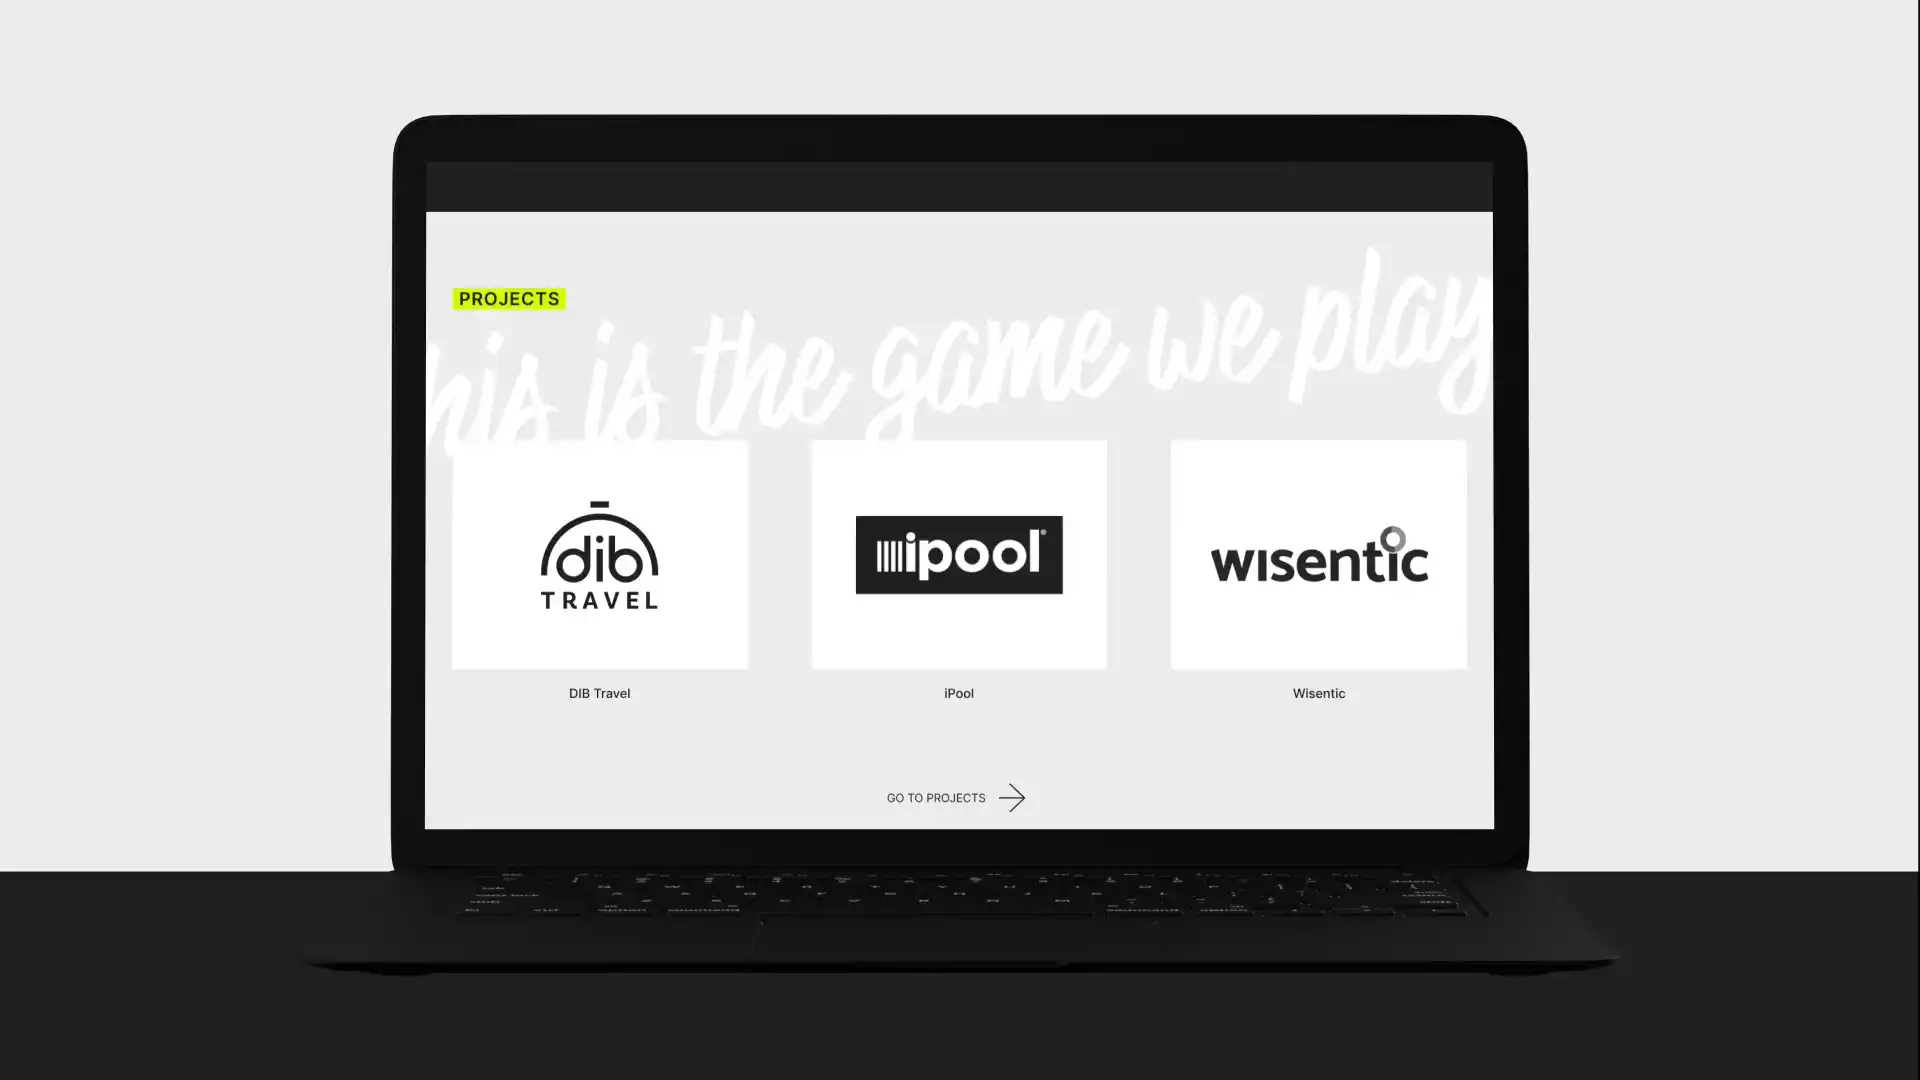 PROJECTS
his is the game we play
dib
TRAVEL
ipool
wisentic
DIB Travel
iPool
Wisentic
GO TO PROJECTS